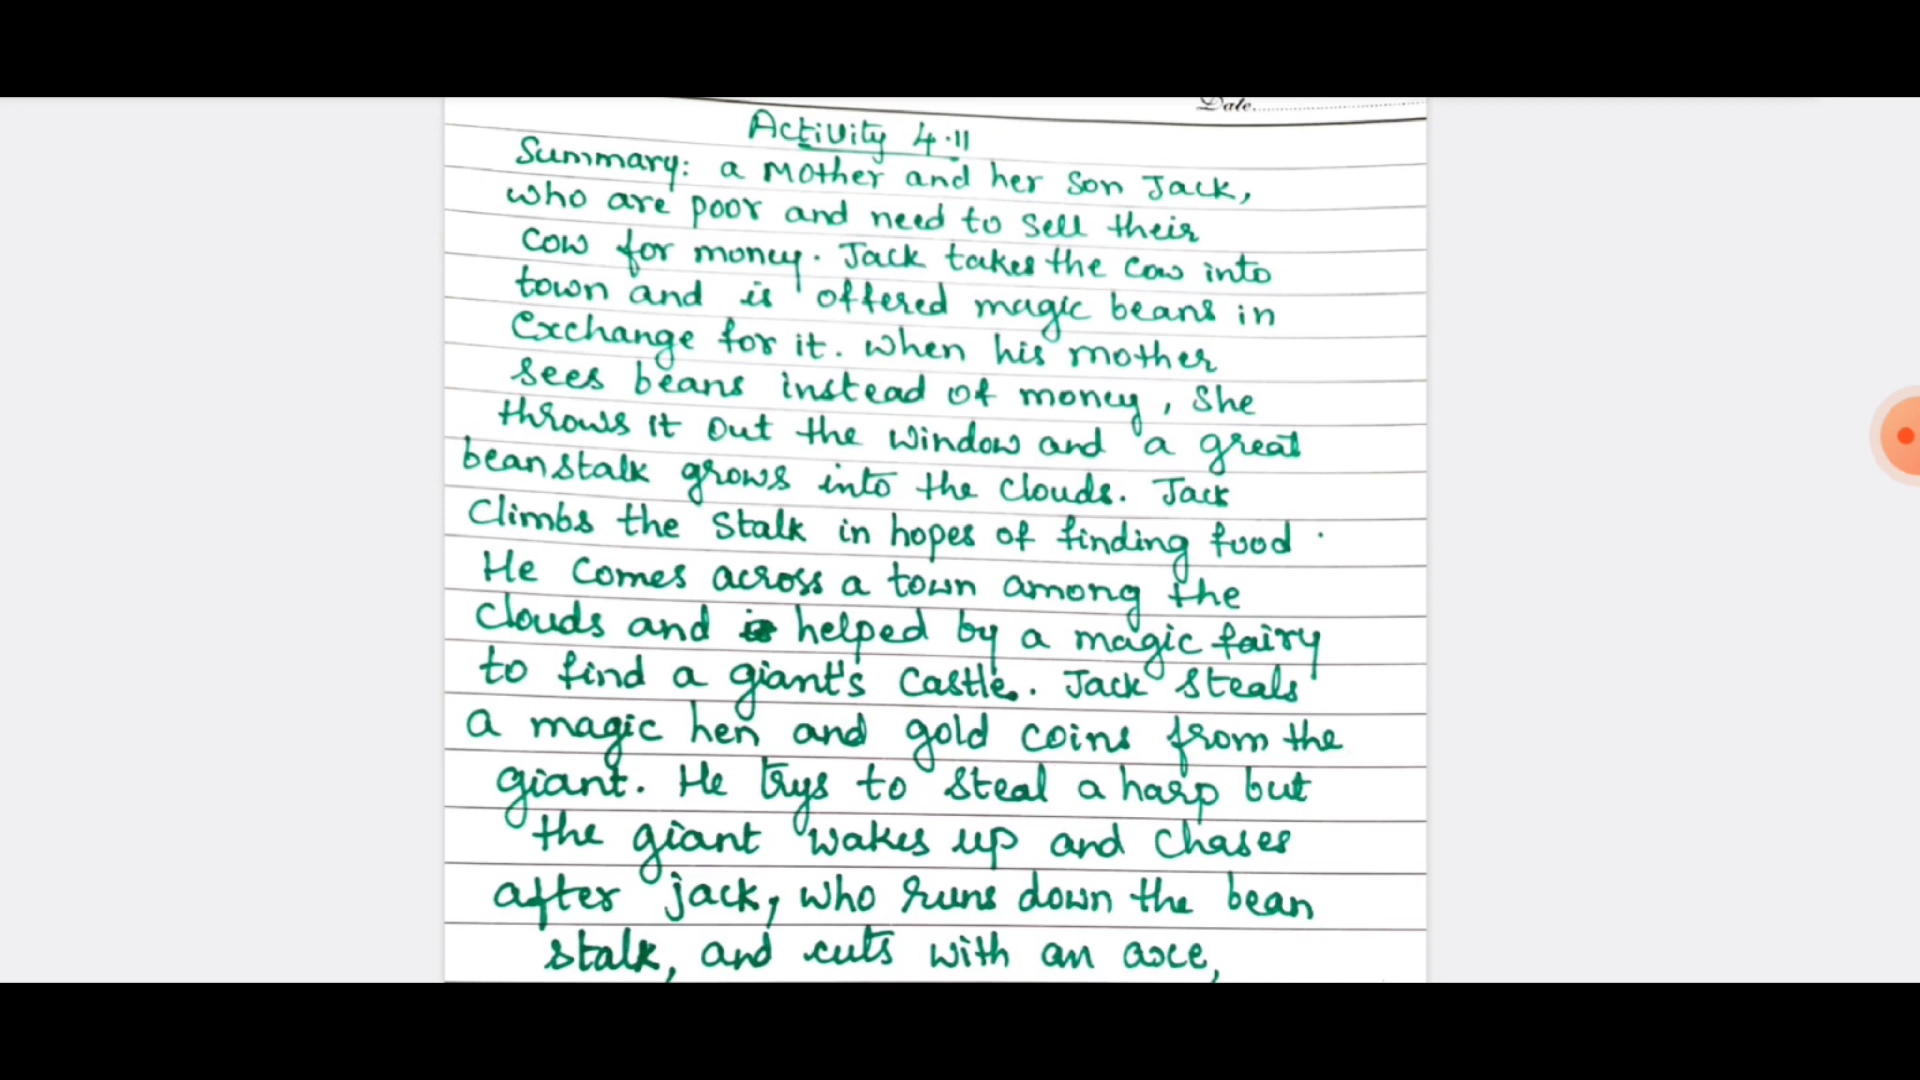 Date
Activity 4.11
Summary: a Mother and her Son Jack,
who are poor and need to sell their
Cow for money. Jack takes the cow into
town and is offered magic beans in
Exchange for it. When his mother
sees beans instead of money, She
throws it out the window and a great
beanstalk grows into the clouds. Jack
Climbs the Stalk in hopes of finding food.
He Comes across a town among the
Clouds and is helped by a magic fairy
to find a giant's Castle. Jack steals
a magic hen and gold coins from the
giant. He trys to steal a harp but
the giant wakes up and chases
after jack, who runs down the bean
stalk, and cuts with an axe,